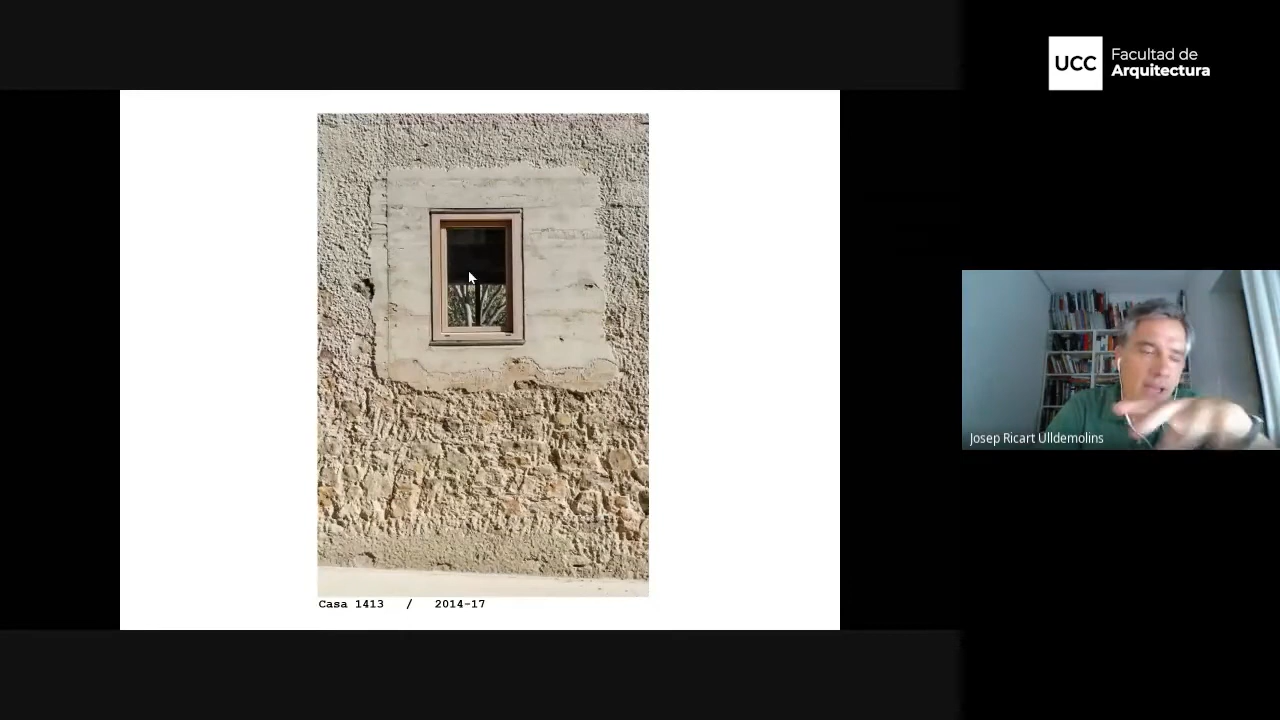 UCC
Facultad de
Arquitectura
Josep Ricart Ulldemolins
Casa 1413 / 2014-17